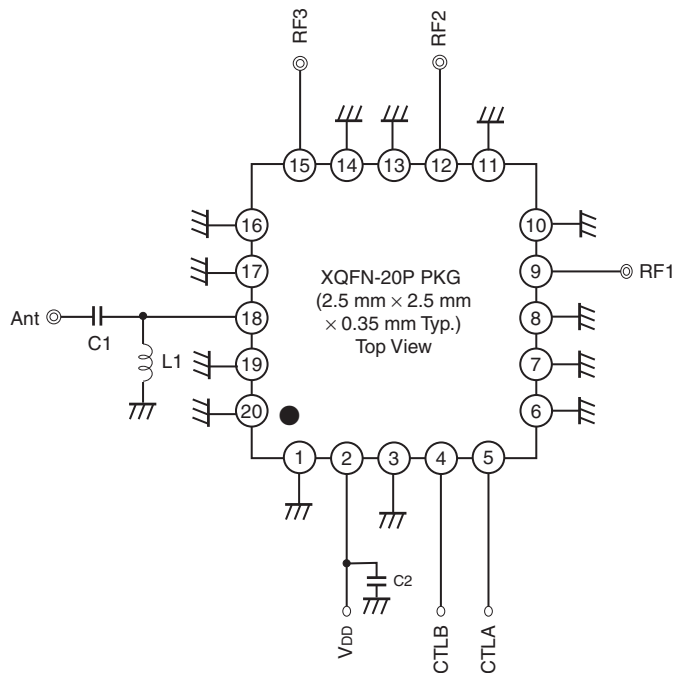 RF3
RF2
15
14
13
12
11
16
10
17
9
RF1
XQFN-20P PKG
(2.5 mm × 2.5 mm
× 0.35 mm Typ.)
Top View
Ant
C1
18
8
L1
19
7
20
6
1
2
3
4
5
C2
VDD
CTLB
CTLA